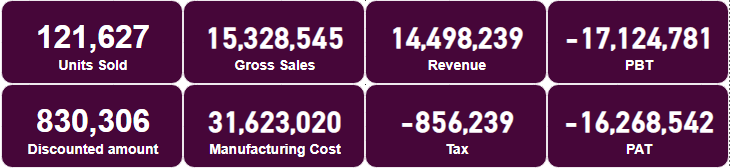 121,627 15,328,545 14,498,239 -17,124,781
Units Sold Gross Sales Revenue PBT
830,306 31,623,020 -856,239 -16,268,542
Discounted amount Manufacturing Cost Tax PAT